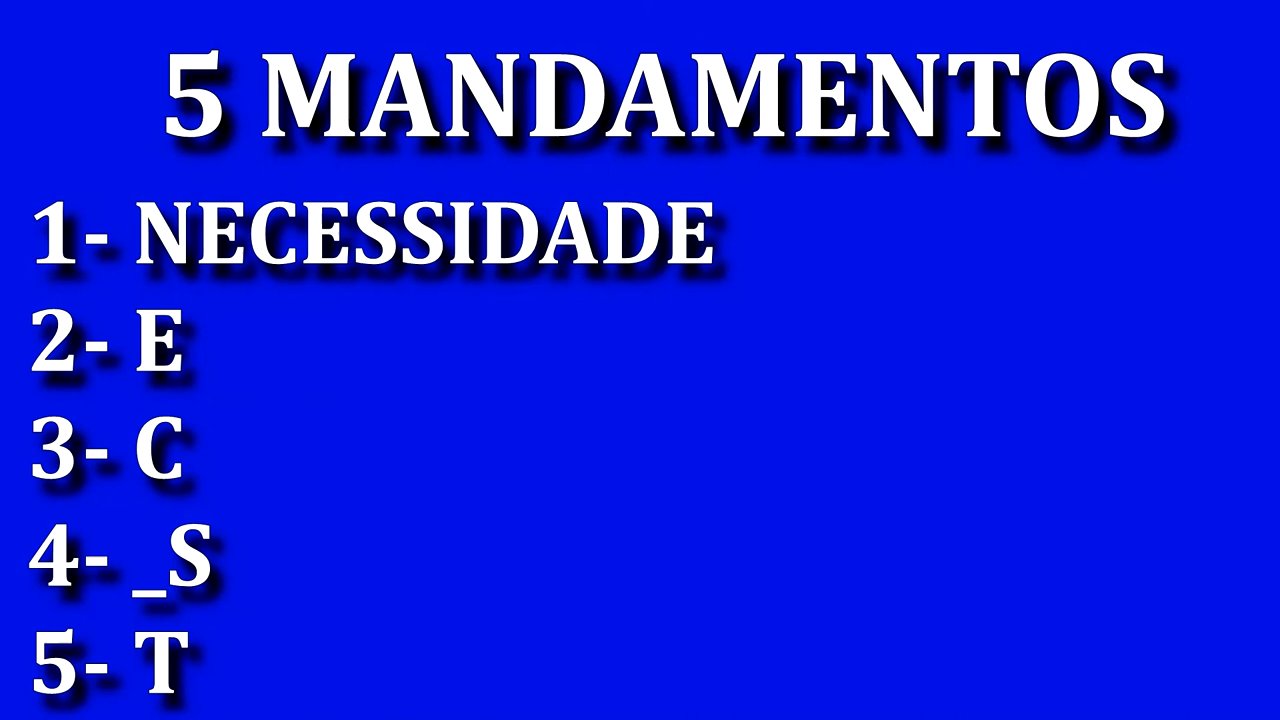 5 MANDAMENTOS
1- NECESSIDADE
2- E
3- C
4- _S
5- T